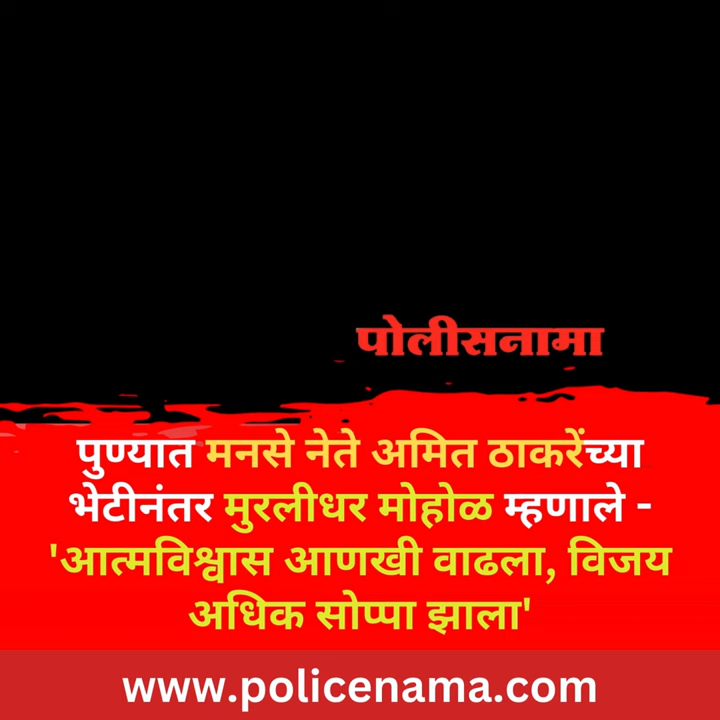 पोलीसनामा
पुण्यात मनसे नेते अमित ठाकरेंच्या
भेटीनंतर मुरलीधर मोहोळ म्हणाले -
'आत्मविश्वास आणखी वाढला, विजय
अधिक सोप्पा झाला'
www.policenama.com